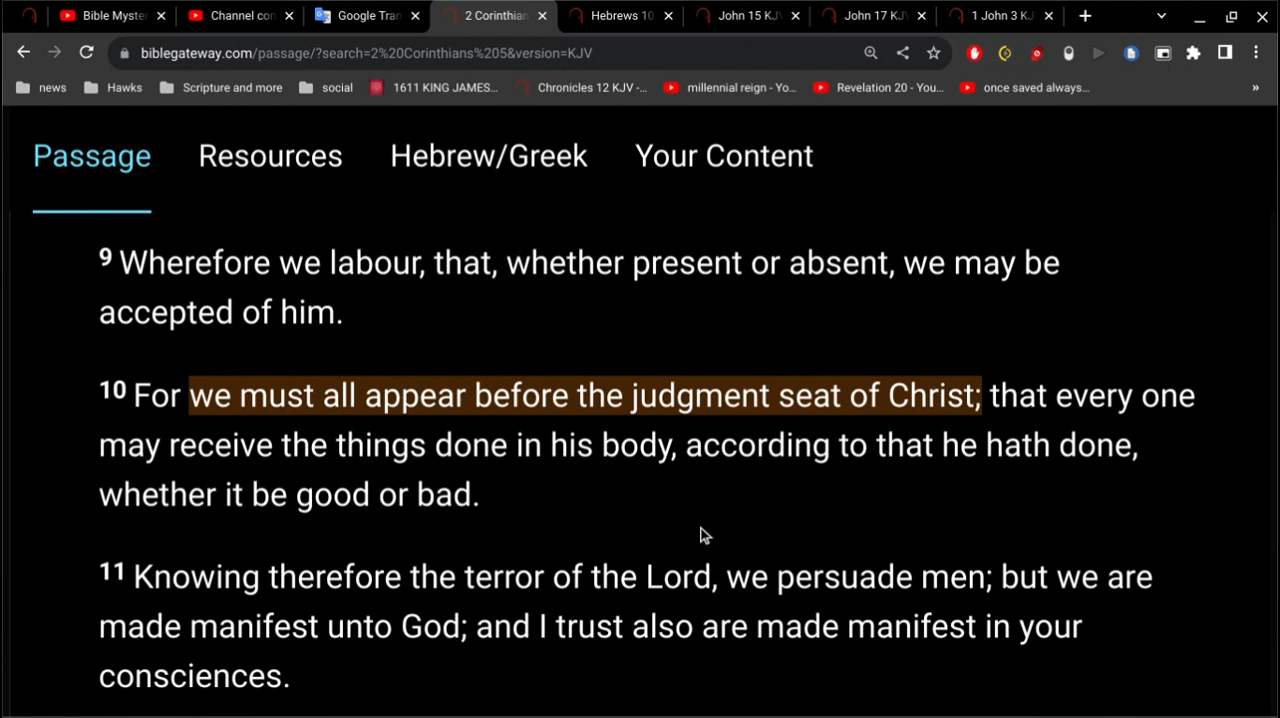 Bible Myste
Channel con
Google Tran
2 Corinthian
Hebrews 10
John 15 KJV
John 17 KJV
1 John 3 KJ
biblegateway.com/passage/?search=2%20Corinthians%205&version=KJV
news
Hawks
Scripture and more
social
1611 KING JAMES...
Chronicles 12 KJV -...
millennial reign - Yo...
Revelation 20 - You...
once saved always...
»
Passage
Resources
Hebrew/Greek
Your Content
9 Wherefore we labour, that, whether present or absent, we may be
accepted of him.
10 For we must all appear before the judgment seat of Christ; that every one
may receive the things done in his body, according to that he hath done,
whether it be good or bad.
11 Knowing therefore the terror of the Lord, we persuade men; but we are
made manifest unto God; and I trust also are made manifest in your
consciences.